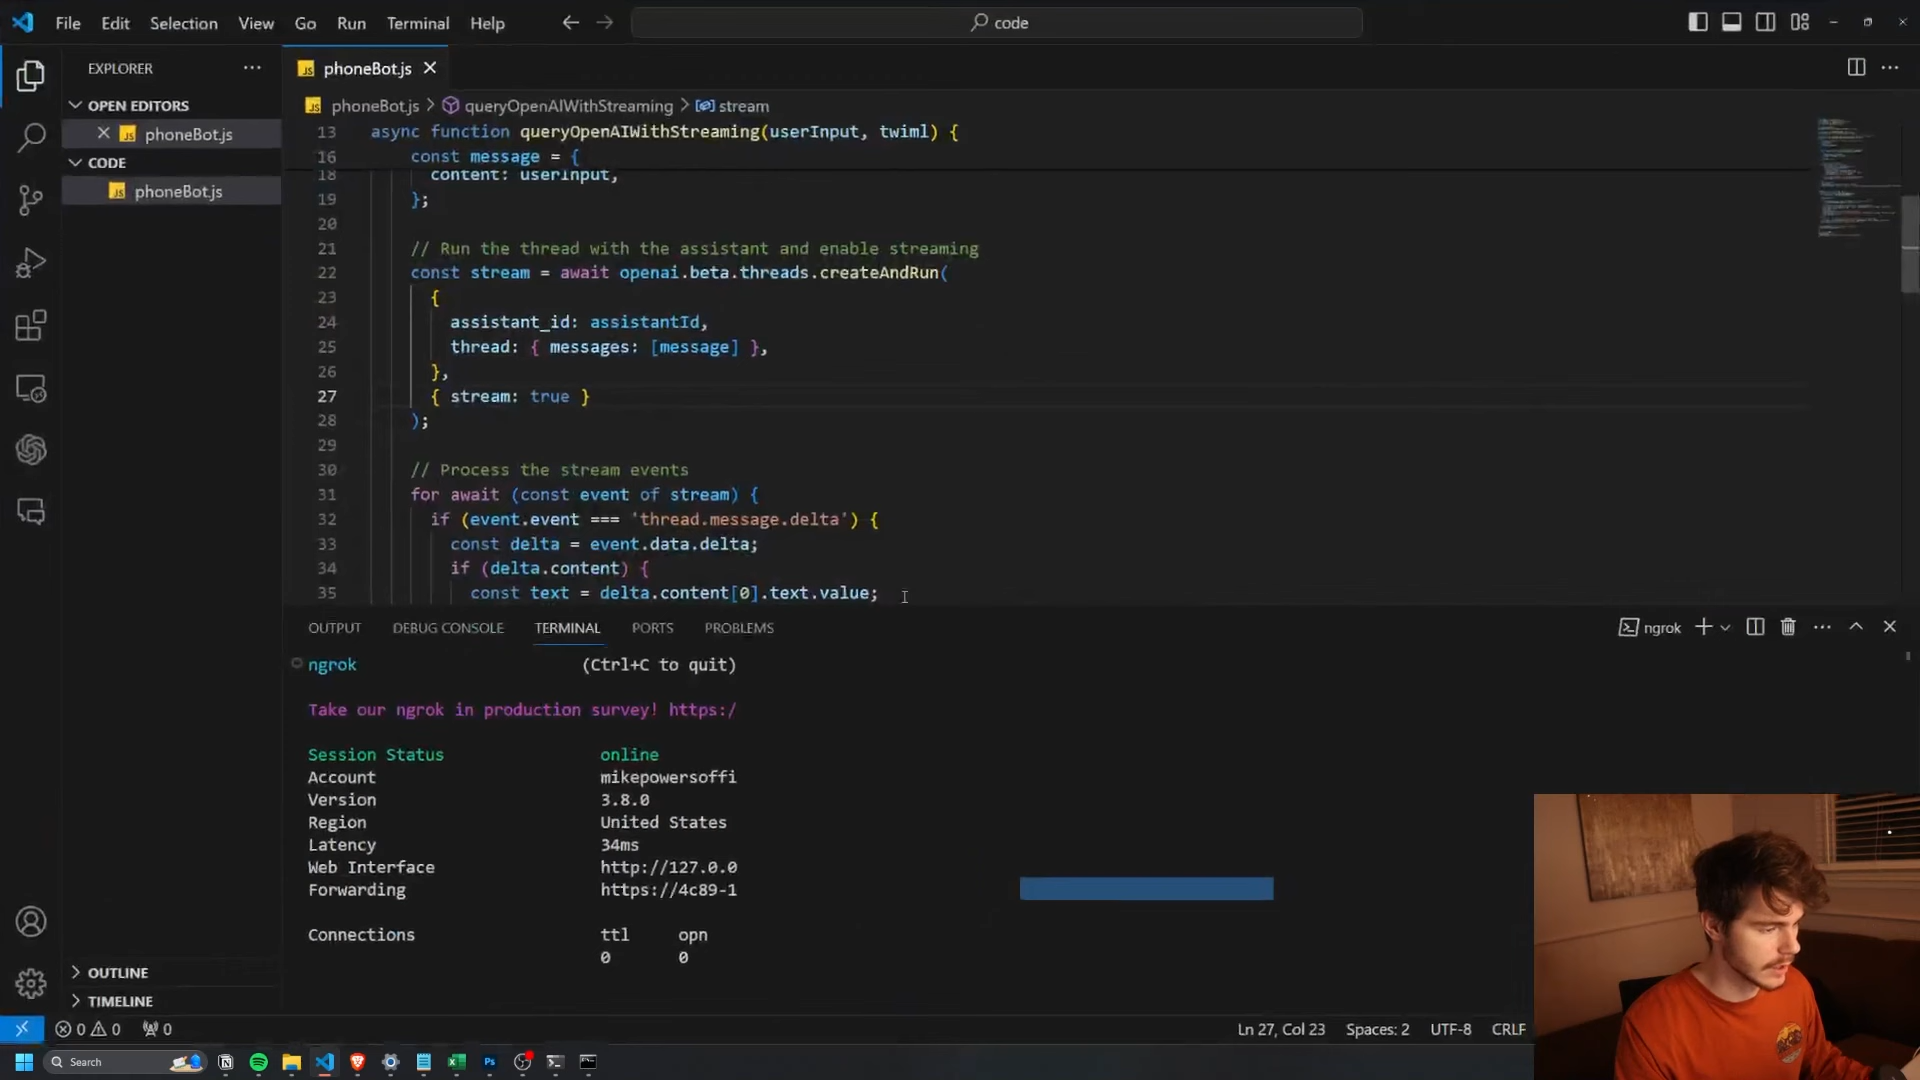 File Edit Selection View Go Run Terminal Help
code
EXPLORER
OPEN EDITORS
phoneBot.js
CODE
phoneBot.js
OUTLINE
TIMELINE
phoneBot.js
phoneBot.js > queryOpenAIWithStreaming > stream
13 async function queryOpenAIWithStreaming(userInput, twiml) {
16 const message = {
18 content: userInput,
19 };
20
21 // Run the thread with the assistant and enable streaming
22 const stream = await openai.beta.threads.createAndRun(
23 {
24 assistant_id: assistantId,
25 thread: { messages: [message] },
26 },
27 { stream: true }
28 );
29
30 // Process the stream events
31 for await (const event of stream) {
32 if (event.event === 'thread.message.delta') {
33 const delta = event.data.delta;
34 if (delta.content) {
35 const text = delta.content[0].text.value;
OUTPUT DEBUG CONSOLE TERMINAL PORTS PROBLEMS
ngrok
ngrok (Ctrl+C to quit)
Take our ngrok in production survey! https:/
Session Status online
Account mikepowersoffi
Version 3.8.0
Region United States
Latency 34ms
Web Interface http://127.0.0
Forwarding https://4c89-1
Connections ttl opn
0 0
0 0 0
Ln 27, Col 23 Spaces: 2 UTF-8 CRLF
Search
Ps